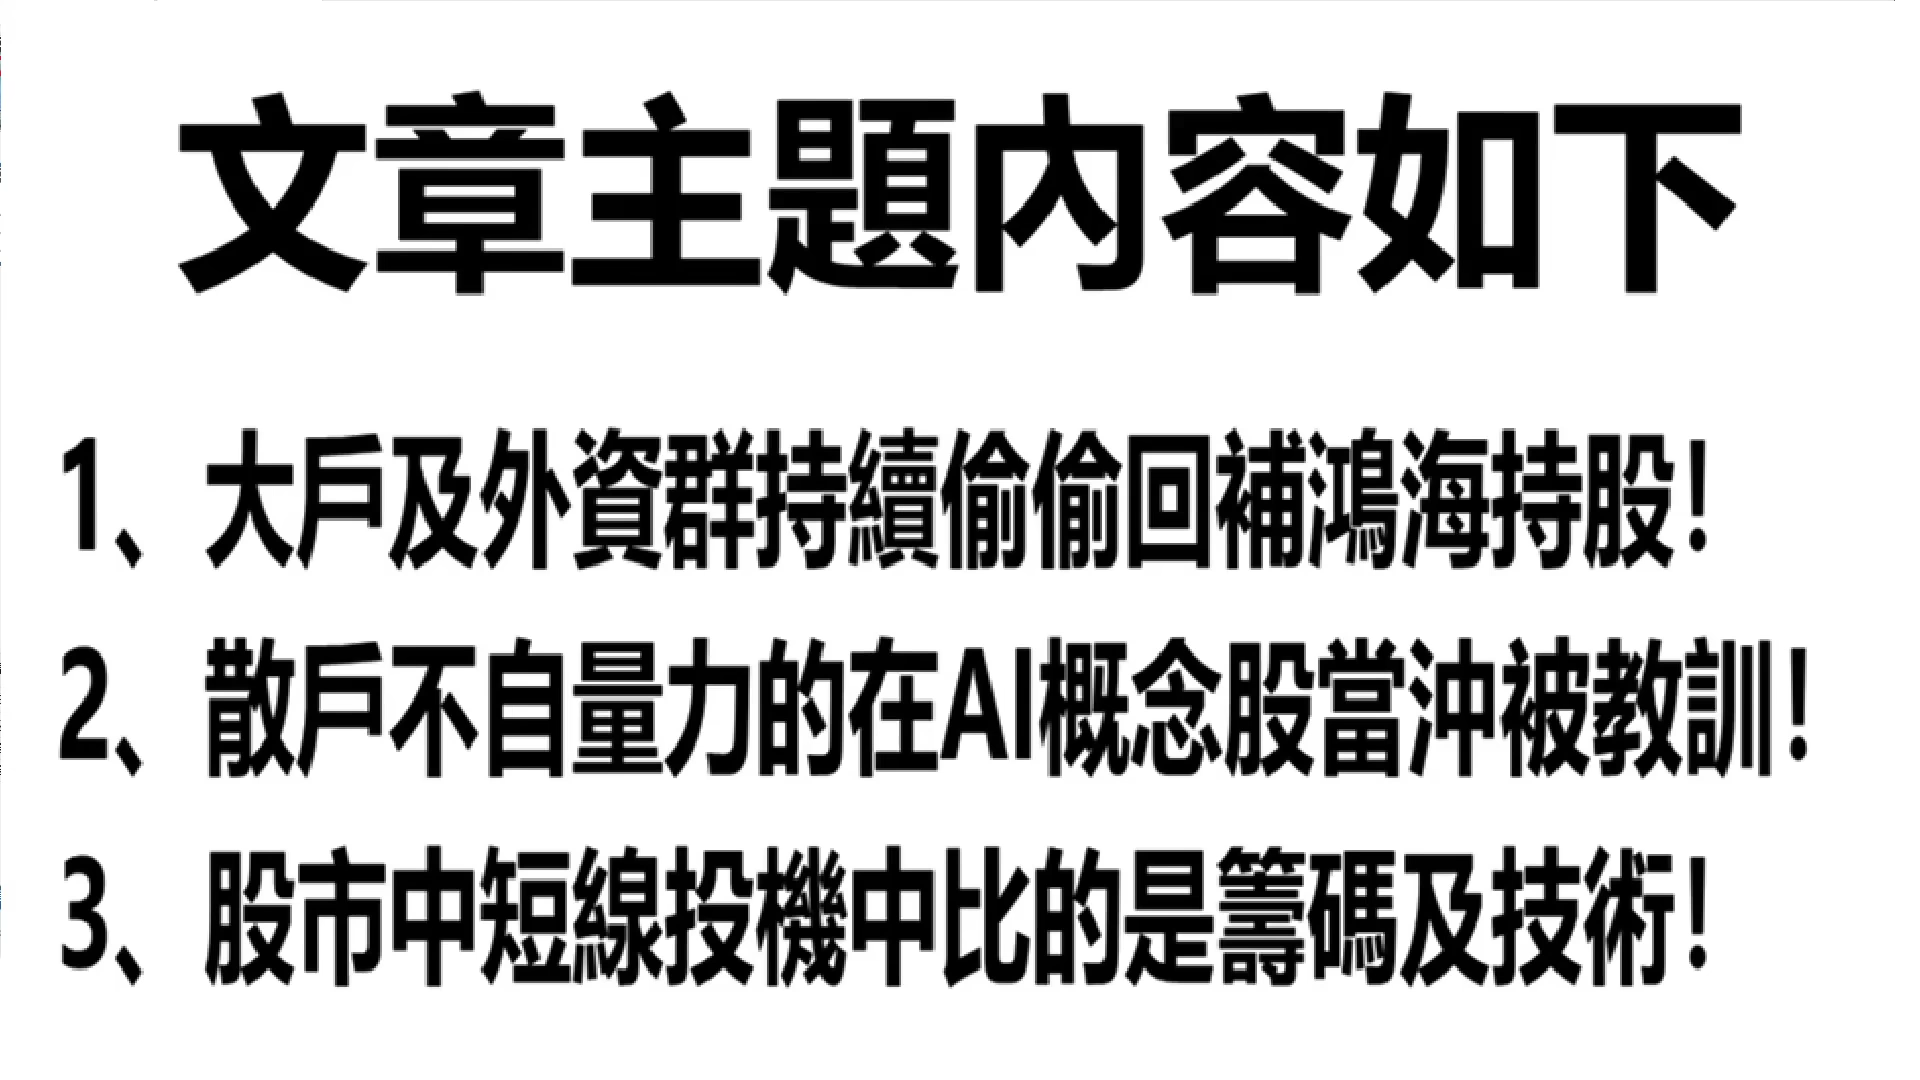 文章主題內容如下
1、大戶及外資群持續偷偷回補鴻海持股！
2、散戶不自量力的在AI概念股當沖被教訓！
3、股市中短線投機中比的是籌碼及技術！